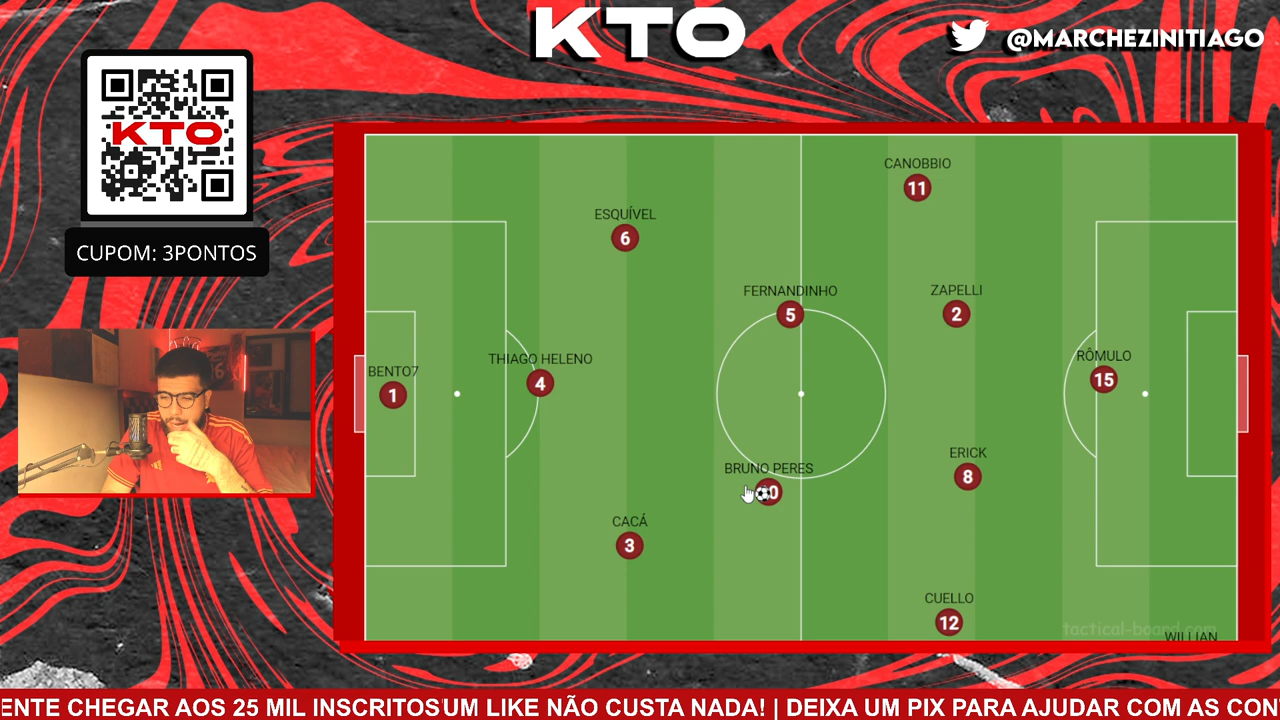 KTO
@MARCHEZINITIAGO
KTO
CUPOM: 3PONTOS
CANOBBIO
11
ESQUÍVEL
6
FERNANDINHO
5
ZAPELLI
2
THIAGO HELENO
4
RÔMULO
15
BENTO7
1
ERICK
8
BRUNO PERES
CACÁ
3
CUELLO
12
tactical-board.com
WILLIAN
ENTE CHEGAR AOS 25 MIL INSCRITOSUM LIKE NÃO CUSTA NADA! | DEIXA UM PIX PARA AJUDAR COM AS CON